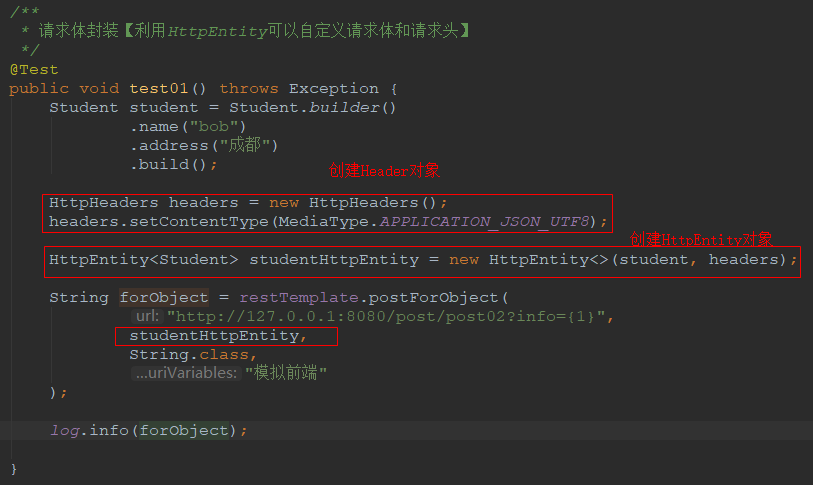 /**
 * 请求体封装【利用HttpEntity可以自定义请求体和请求头】
 */
@Test
public void test01() throws Exception {
Student student = Student.builder()
.name("bob")
.address("成都")
.build();
创建Header对象
HttpHeaders headers = new HttpHeaders();
headers.setContentType(MediaType.APPLICATION_JSON_UTF8);
创建HttpEntity对象
HttpEntity<Student> studentHttpEntity = new HttpEntity<>(student, headers);
String forObject = restTemplate.postForObject(
url: "http://127.0.0.1:8080/post/post02?info={1}",
studentHttpEntity,
String.class,
...uriVariables: "模拟前端"
);
log.info(forObject);
}